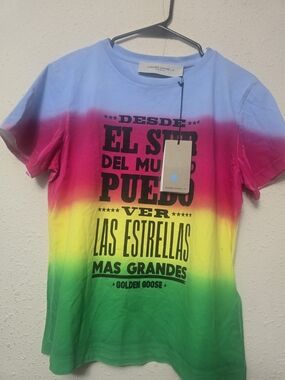 DESDE
EL SUR
DEL MUNDO
PUEDO
VER
LAS ESTRELLAS
MAS GRANDES
GOLDEN GOOSE